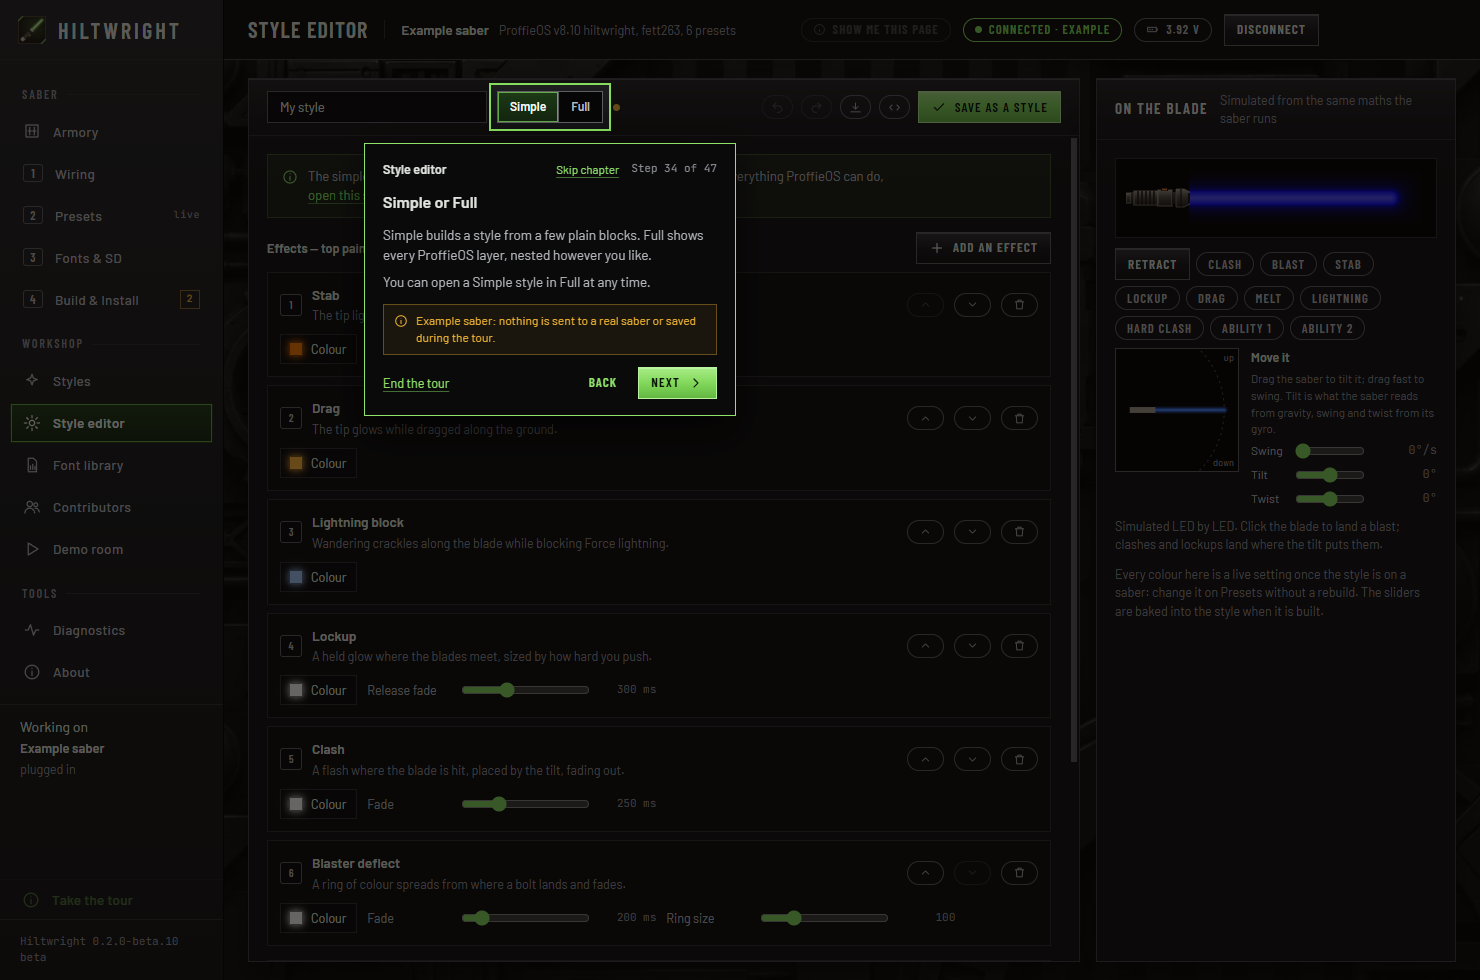 HILTWRIGHT
SABER
Armory
1 Wiring
2 Presets live
3 Fonts & SD
4 Build & Install 2
WORKSHOP
Styles
Style editor
Font library
Contributors
Demo room
TOOLS
Diagnostics
About
Working on
Example saber
plugged in
Take the tour
Hiltwright 0.2.0-beta.10
beta
STYLE EDITOR
Example saber ProffieOS v8.10 hiltwright, fett263, 6 presets
SHOW ME THIS PAGE
CONNECTED · EXAMPLE
3.92 V
DISCONNECT
My style
Simple Full
SAVE AS A STYLE
The simpl
erything ProffieOS can do,
open this
Effects — top pain
ADD AN EFFECT
1 Stab
The tip lig
Colour
2 Drag
The tip glows while dragged along the ground.
Colour
3 Lightning block
Wandering crackles along the blade while blocking Force lightning.
Colour
4 Lockup
A held glow where the blades meet, sized by how hard you push.
Colour Release fade 300 ms
5 Clash
A flash where the blade is hit, placed by the tilt, fading out.
Colour Fade 250 ms
6 Blaster deflect
A ring of colour spreads from where a bolt lands and fades.
Colour Fade 200 ms Ring size 100
Style editor Skip chapter Step 34 of 47
Simple or Full
Simple builds a style from a few plain blocks. Full shows
every ProffieOS layer, nested however you like.
You can open a Simple style in Full at any time.
Example saber: nothing is sent to a real saber or saved
during the tour.
End the tour BACK NEXT
ON THE BLADE
Simulated from the same maths the
saber runs
RETRACT CLASH BLAST STAB
LOCKUP DRAG MELT LIGHTNING
HARD CLASH ABILITY 1 ABILITY 2
up
down
Move it
Drag the saber to tilt it; drag fast to
swing. Tilt is what the saber reads
from gravity, swing and twist from its
gyro.
Swing 0°/s
Tilt 0°
Twist 0°
Simulated LED by LED. Click the blade to land a blast;
clashes and lockups land where the tilt puts them.
Every colour here is a live setting once the style is on a
saber: change it on Presets without a rebuild. The sliders
are baked into the style when it is built.